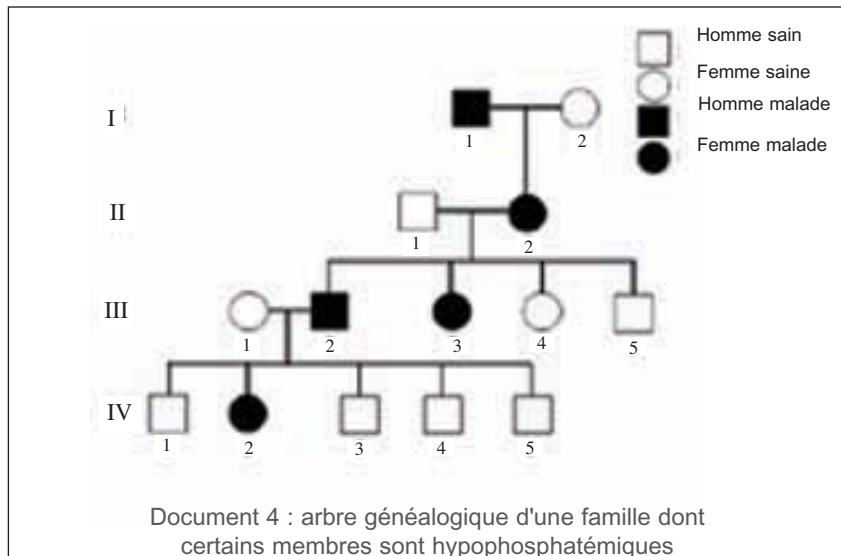 Homme sain
Femme saine
Homme malade
Femme malade
I
1 2
II
1 2
III
1 2 3 4 5
IV
1 2 3 4 5
Document 4 : arbre généalogique d'une famille dont
certains membres sont hypophosphatémiques